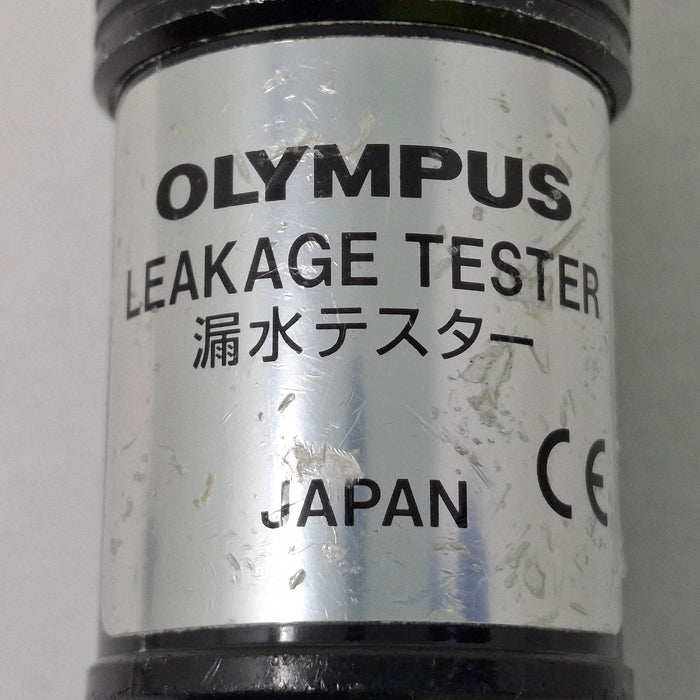 OLYMPUS
LEAKAGE TESTER
漏水テスター
JAPAN CE